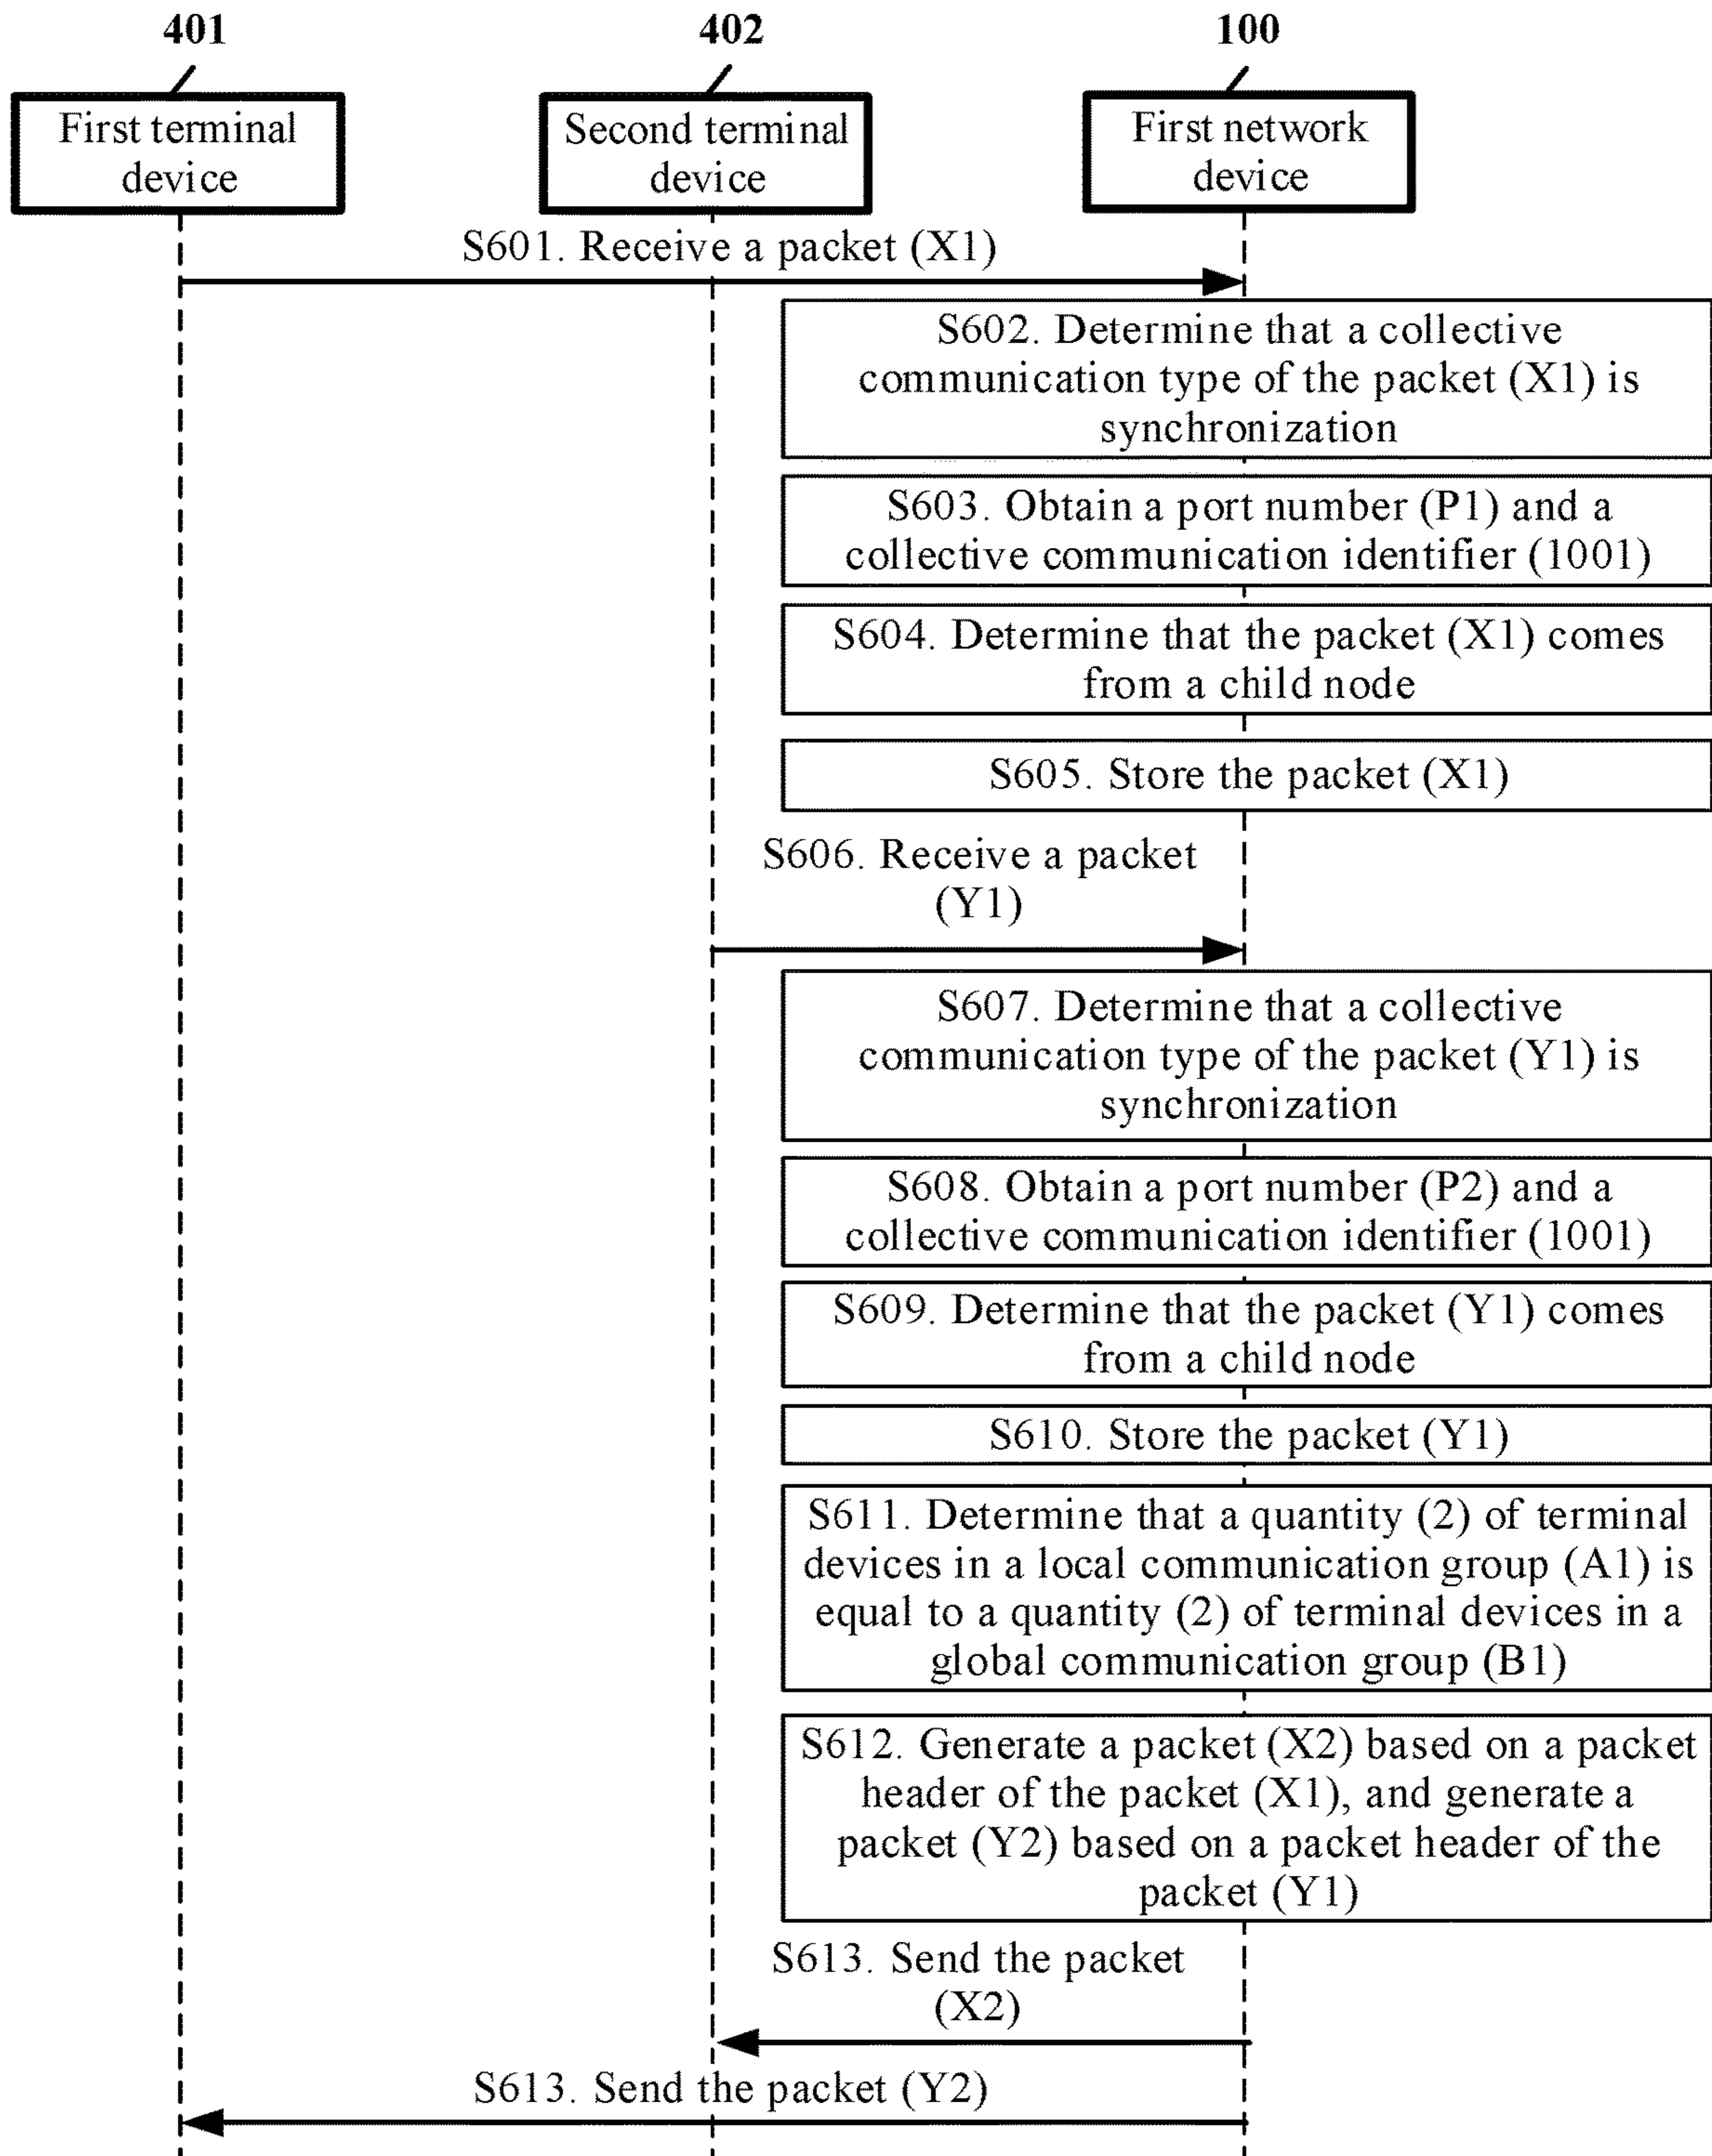 401
402
100
First terminal
device
Second terminal
device
First network
device
S601. Receive a packet (X1)
S602. Determine that a collective
communication type of the packet (X1) is
synchronization
S603. Obtain a port number (P1) and a
collective communication identifier (1001)
S604. Determine that the packet (X1) comes
from a child node
S605. Store the packet (X1)
S606. Receive a packet
(Y1)
S607. Determine that a collective
communication type of the packet (Y1) is
synchronization
S608. Obtain a port number (P2) and a
collective communication identifier (1001)
S609. Determine that the packet (Y1) comes
from a child node
S610. Store the packet (Y1)
S611. Determine that a quantity (2) of terminal
devices in a local communication group (A1) is
equal to a quantity (2) of terminal devices in a
global communication group (B1)
S612. Generate a packet (X2) based on a packet
header of the packet (X1), and generate a
packet (Y2) based on a packet header of the
packet (Y1)
S613. Send the packet
(X2)
S613. Send the packet (Y2)